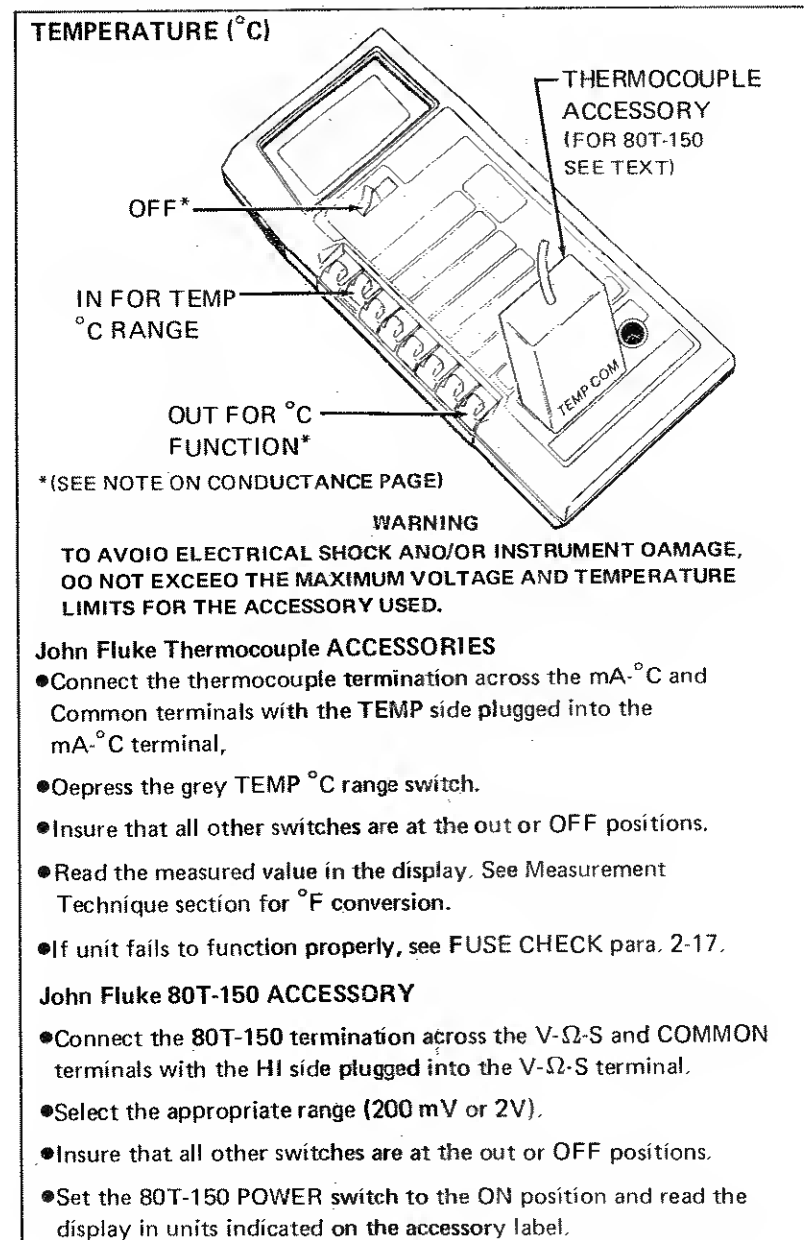 TEMPERATURE (°C)
THERMOCOUPLE
ACCESSORY
(FOR 80T-150
SEE TEXT)
OFF*
IN FOR TEMP
°C RANGE
TEMP COM
OUT FOR °C
FUNCTION*
*(SEE NOTE ON CONDUCTANCE PAGE)
WARNING
TO AVOIO ELECTRICAL SHOCK ANO/OR INSTRUMENT OAMAGE,
OO NOT EXCEEO THE MAXIMUM VOLTAGE AND TEMPERATURE
LIMITS FOR THE ACCESSORY USED.
John Fluke Thermocouple ACCESSORIES
●Connect the thermocouple termination across the mA-°C and
Common terminals with the TEMP side plugged into the
mA-°C terminal,
●Oepress the grey TEMP °C range switch.
●Insure that all other switches are at the out or OFF positions.
●Read the measured value in the display. See Measurement
Technique section for °F conversion.
●If unit fails to function properly, see FUSE CHECK para. 2-17.
John Fluke 80T-150 ACCESSORY
●Connect the 80T-150 termination across the V-Ω-S and COMMON
terminals with the HI side plugged into the V-Ω-S terminal.
●Select the appropriate range (200 mV or 2V).
●Insure that all other switches are at the out or OFF positions.
●Set the 80T-150 POWER switch to the ON position and read the
display in units indicated on the accessory label.